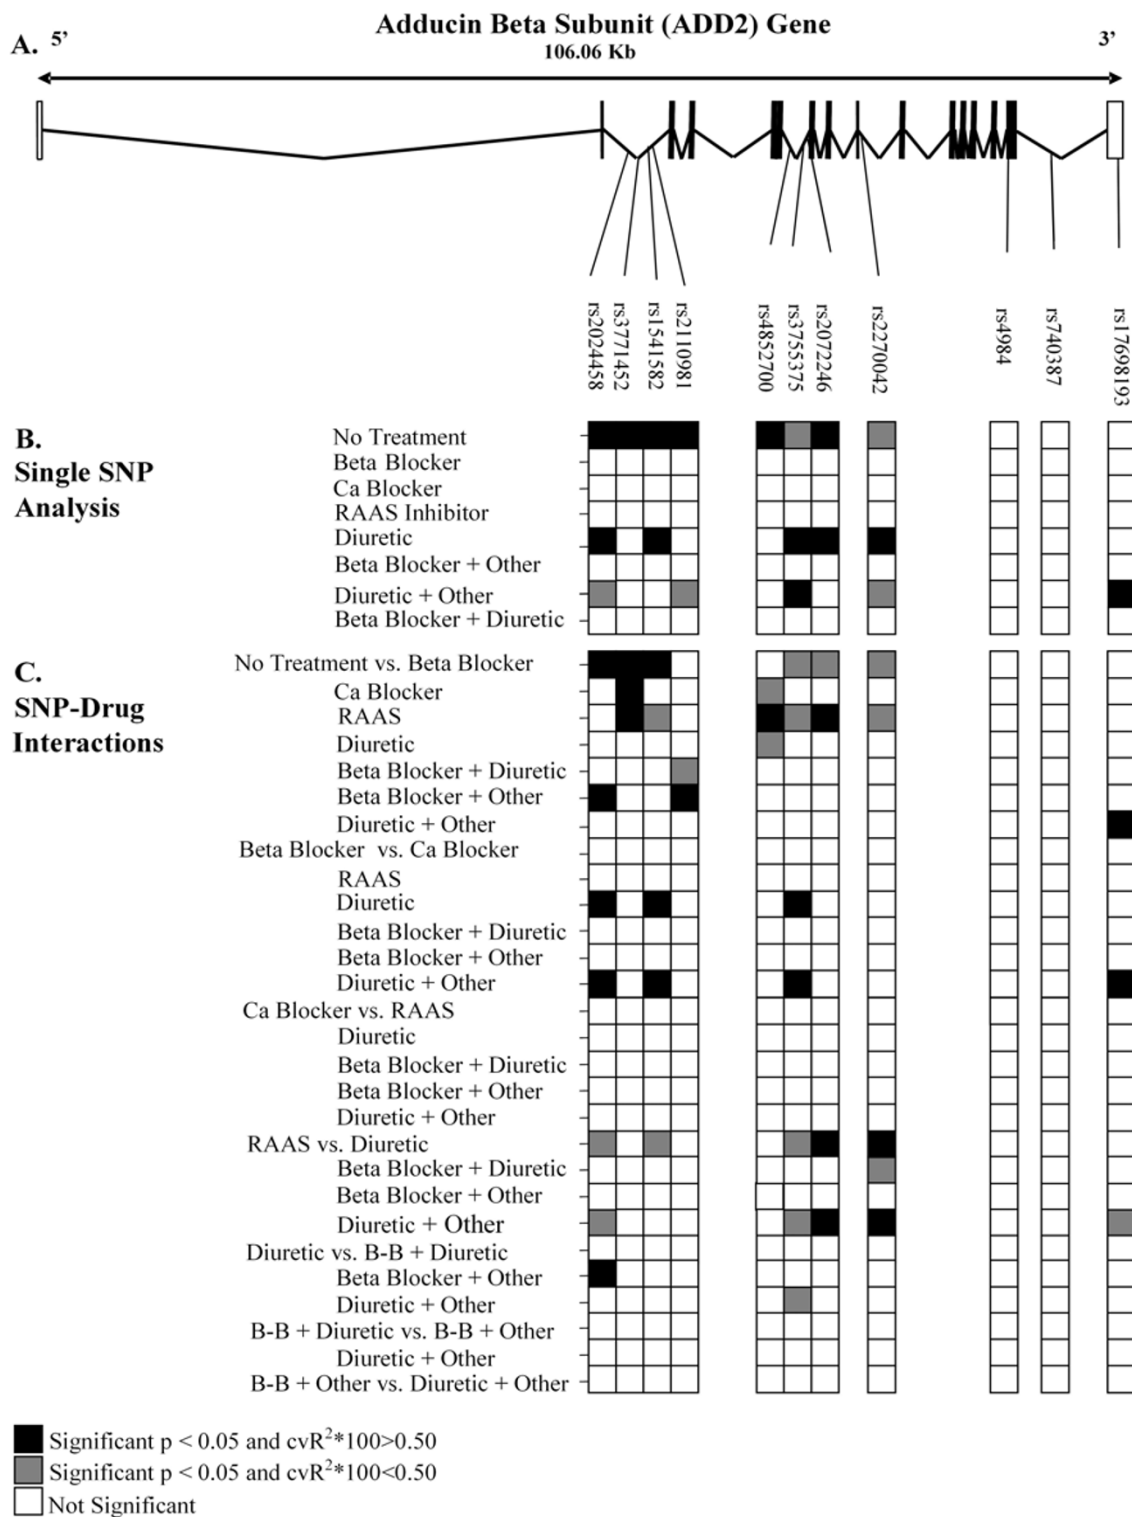 Adducin Beta Subunit (ADD2) Gene
A. 5’
106.06 Kb
3’
rs2024458
rs3771452
rs1541582
rs2110981
rs4852700
rs3755375
rs2072246
rs2270042
rs4984
rs740387
rs17698193
B.
Single SNP
Analysis
No Treatment
Beta Blocker
Ca Blocker
RAAS Inhibitor
Diuretic
Beta Blocker + Other
Diuretic + Other
Beta Blocker + Diuretic
C.
SNP-Drug
Interactions
No Treatment vs. Beta Blocker
Ca Blocker
RAAS
Diuretic
Beta Blocker + Diuretic
Beta Blocker + Other
Diuretic + Other
Beta Blocker vs. Ca Blocker
RAAS
Diuretic
Beta Blocker + Diuretic
Beta Blocker + Other
Diuretic + Other
Ca Blocker vs. RAAS
Diuretic
Beta Blocker + Diuretic
Beta Blocker + Other
Diuretic + Other
RAAS vs. Diuretic
Beta Blocker + Diuretic
Beta Blocker + Other
Diuretic + Other
Diuretic vs. B-B + Diuretic
Beta Blocker + Other
Diuretic + Other
B-B + Diuretic vs. B-B + Other
Diuretic + Other
B-B + Other vs. Diuretic + Other
Significant p < 0.05 and cvR²*100>0.50
Significant p < 0.05 and cvR²*100<0.50
Not Significant